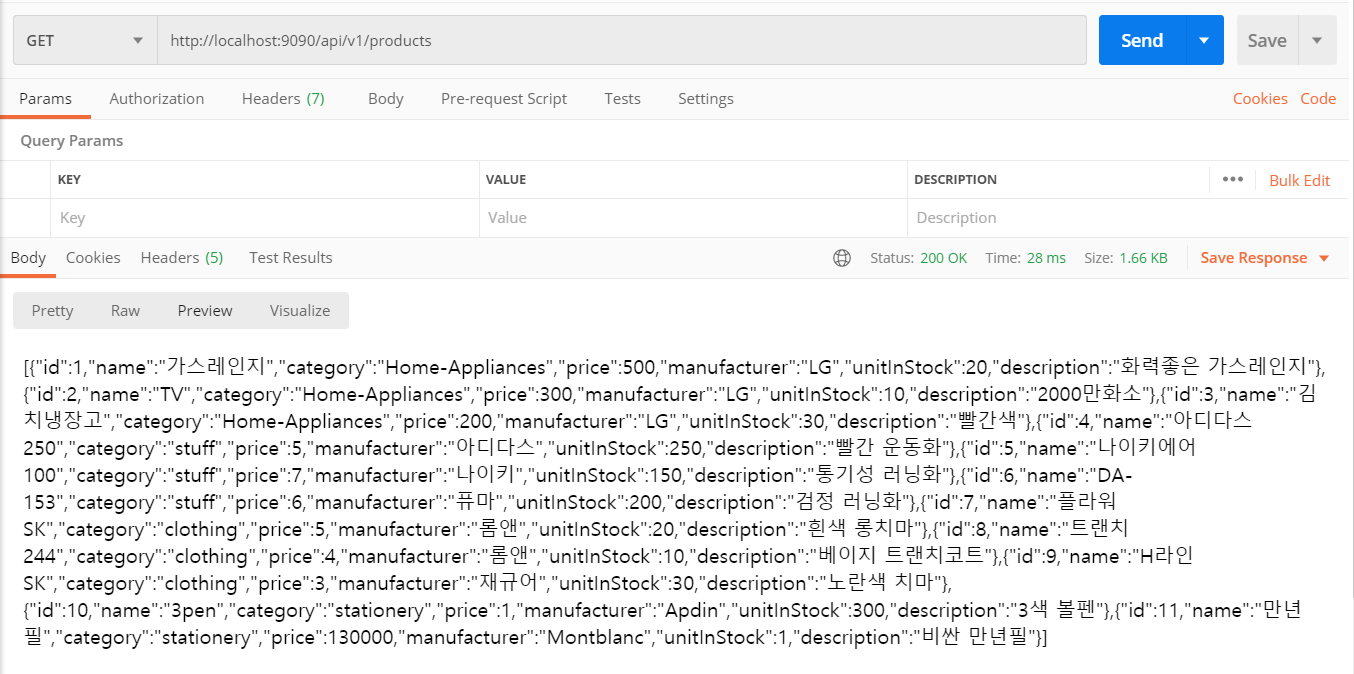 GET http://localhost:9090/api/v1/products Send Save
Params Authorization Headers (7) Body Pre-request Script Tests Settings Cookies Code
Query Params
KEY VALUE DESCRIPTION ••• Bulk Edit
Key Value Description
Body Cookies Headers (5) Test Results Status: 200 OK Time: 28 ms Size: 1.66 KB Save Response
Pretty Raw Preview Visualize
[{"id":1,"name":"가스레인지","category":"Home-Appliances","price":500,"manufacturer":"LG","unitInStock":20,"description":"화력좋은 가스레인지"},
{"id":2,"name":"TV","category":"Home-Appliances","price":300,"manufacturer":"LG","unitInStock":10,"description":"2000만화소"},{"id":3,"name":"김
치냉장고","category":"Home-Appliances","price":200,"manufacturer":"LG","unitInStock":30,"description":"빨간색"},{"id":4,"name":"아디다스
250","category":"stuff","price":5,"manufacturer":"아디다스","unitInStock":250,"description":"빨간 운동화"},{"id":5,"name":"나이키에어
100","category":"stuff","price":7,"manufacturer":"나이키","unitInStock":150,"description":"통기성 러닝화"},{"id":6,"name":"DA-
153","category":"stuff","price":6,"manufacturer":"퓨마","unitInStock":200,"description":"검정 러닝화"},{"id":7,"name":"플라워
SK","category":"clothing","price":5,"manufacturer":"롬앤","unitInStock":20,"description":"흰색 롱치마"},{"id":8,"name":"트랜치
244","category":"clothing","price":4,"manufacturer":"롬앤","unitInStock":10,"description":"베이지 트랜치코트"},{"id":9,"name":"H라인
SK","category":"clothing","price":3,"manufacturer":"재규어","unitInStock":30,"description":"노란색 치마"},
{"id":10,"name":"3pen","category":"stationery","price":1,"manufacturer":"Apdin","unitInStock":300,"description":"3색 볼펜"},{"id":11,"name":"만년
필","category":"stationery","price":130000,"manufacturer":"Montblanc","unitInStock":1,"description":"비싼 만년필"}]